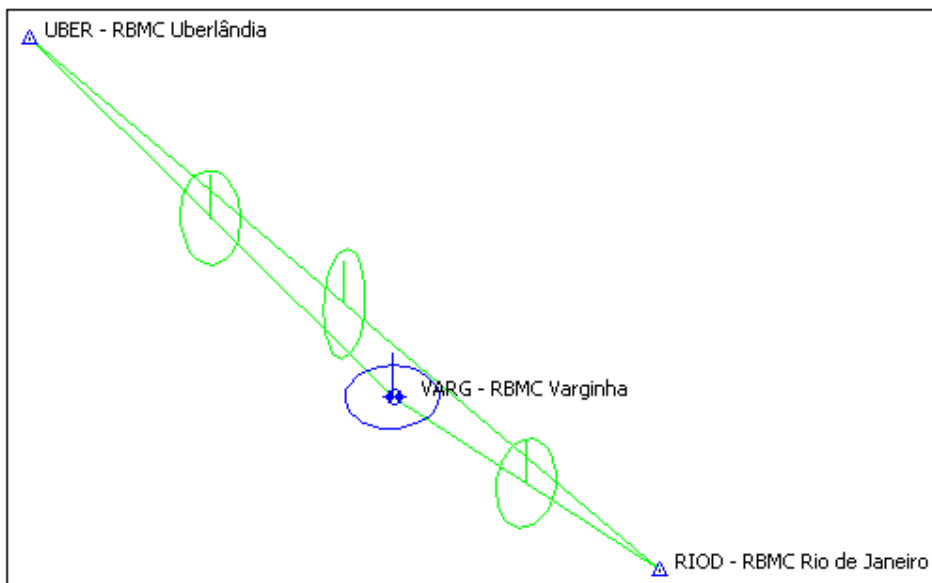 UBER - RBMC Uberlândia
VARG - RBMC Varginha
RIOD - RBMC Rio de Janeiro